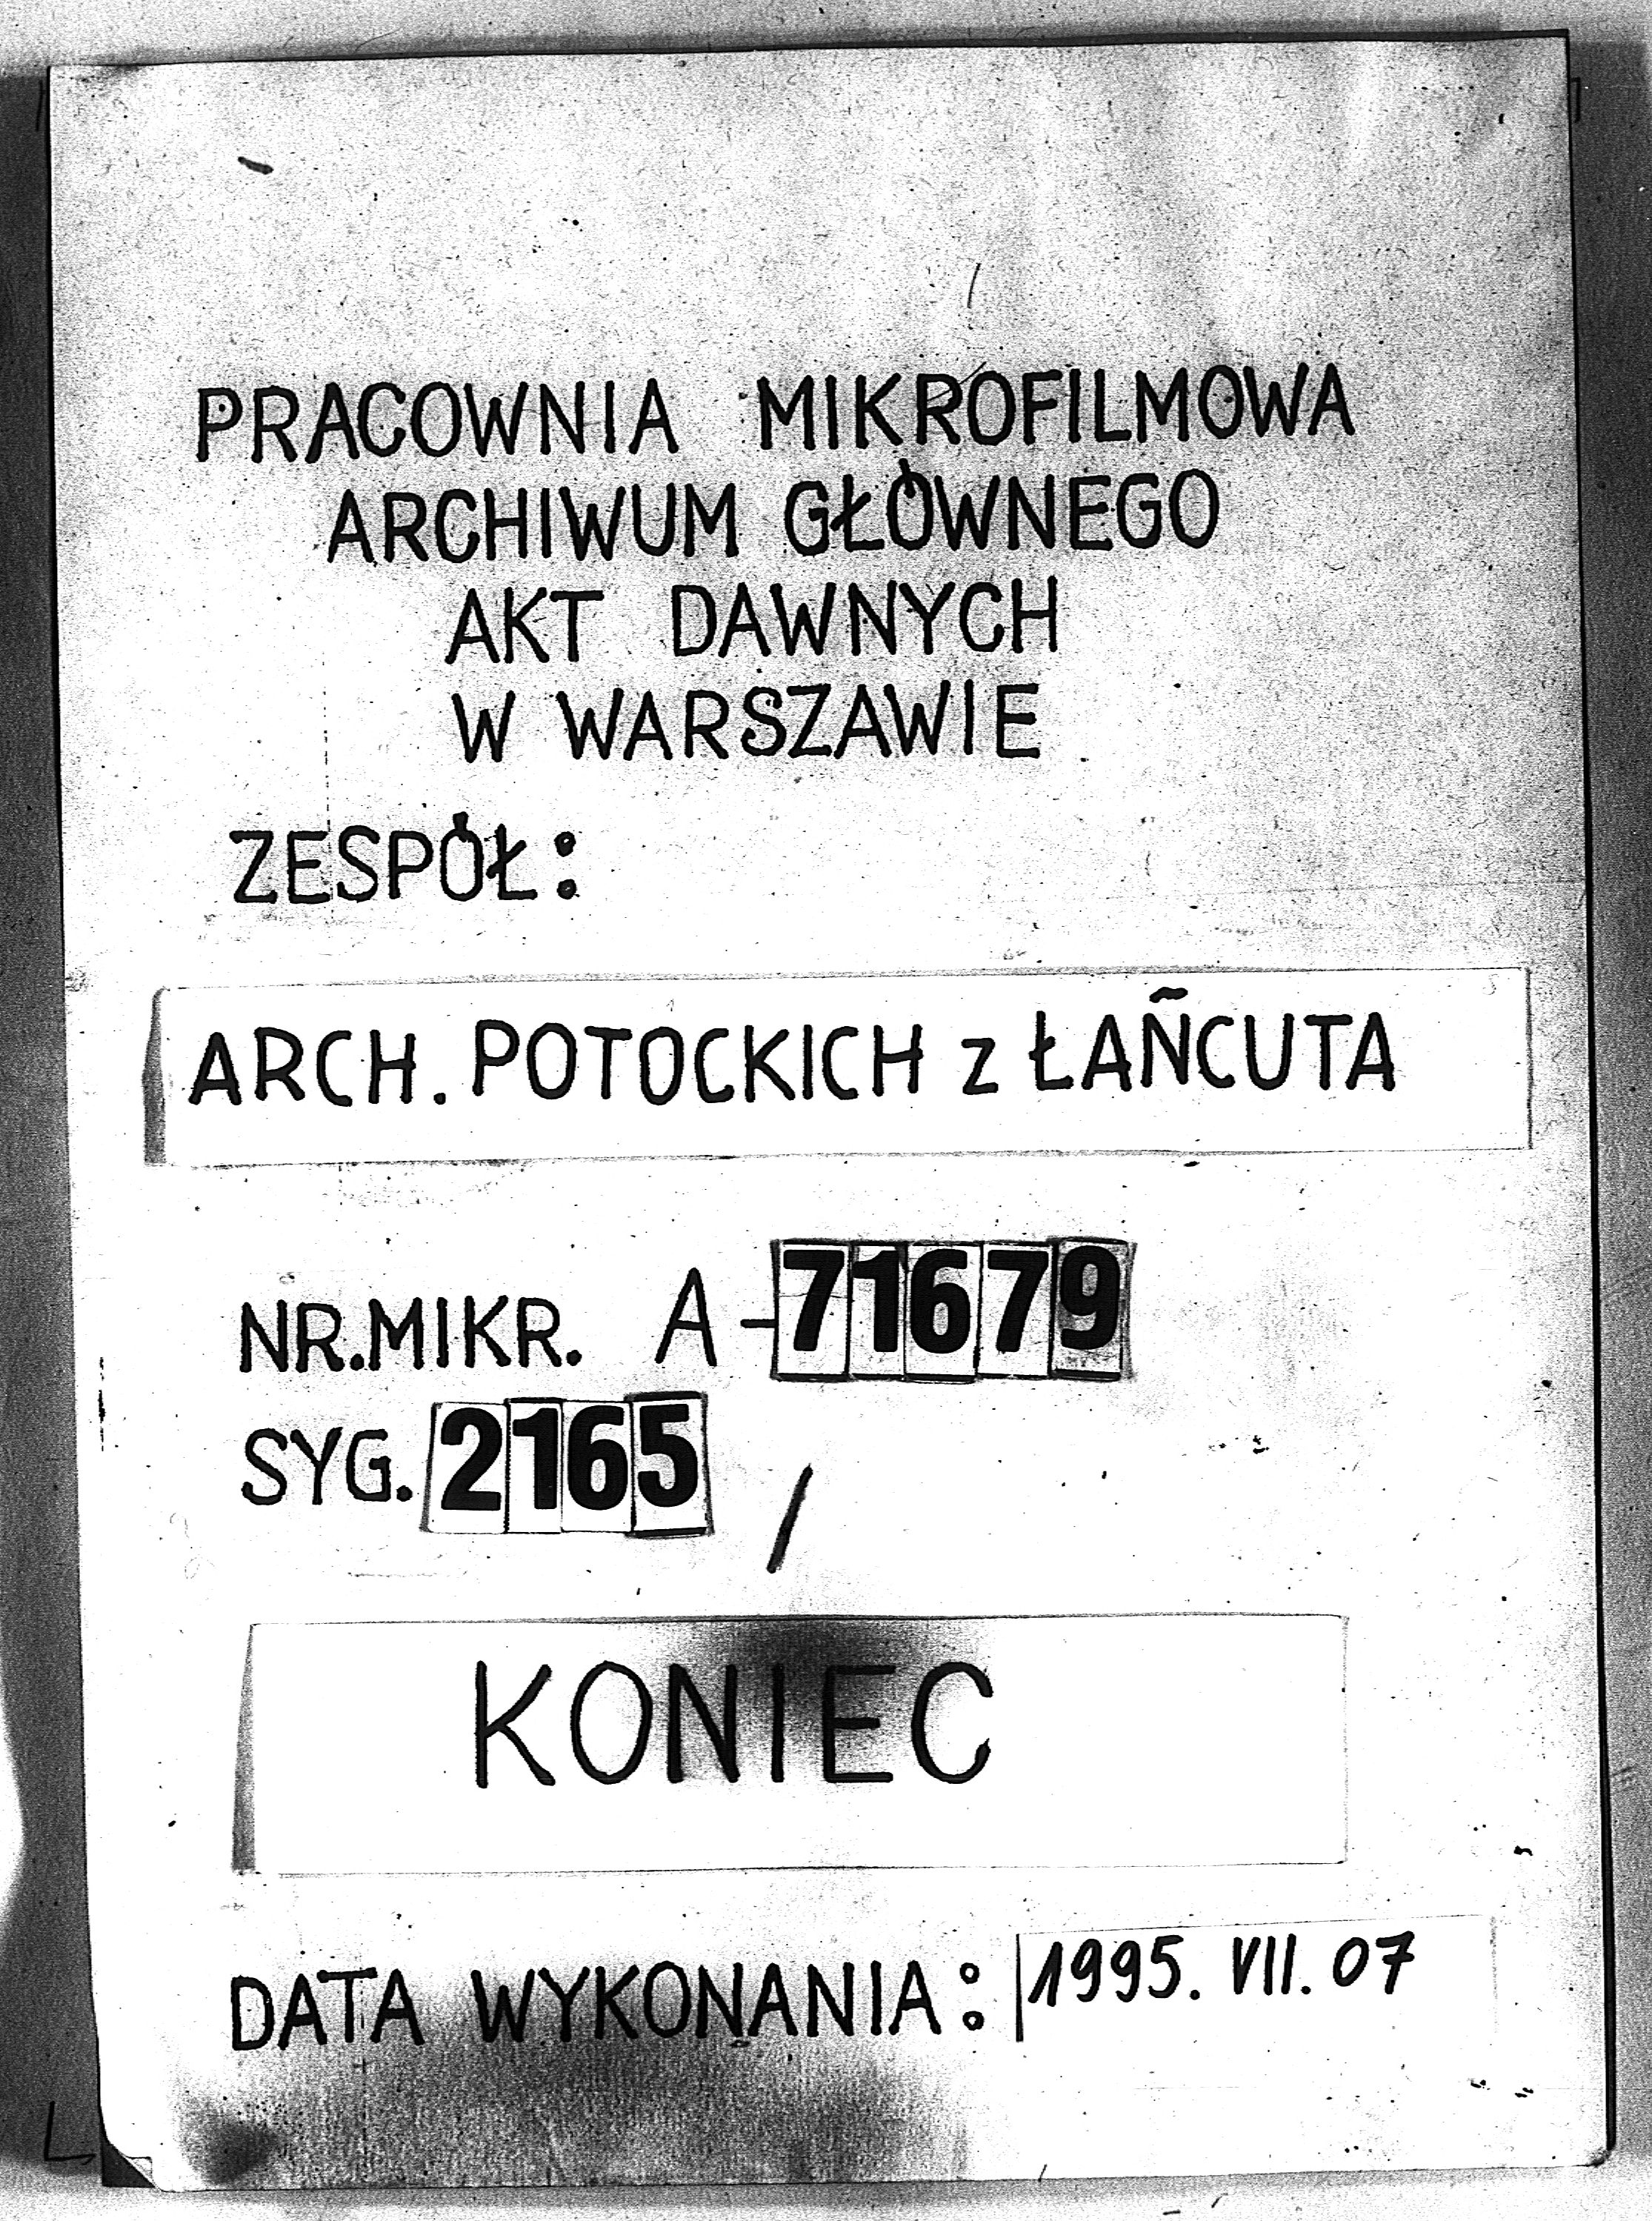 PRACOWNIA MIKROFILMOWA
ARCHIWUM GŁÓWNEGO
AKT DAWNYCH
W WARSZAWIE
ZESPÓŁ:
ARCH. POTOCKICH z ŁAÑCUTA
NR.MIKR. A-71679
SYG. 2165 /
KONIEC
DATA WYKONANIA: 1995. VII. 07